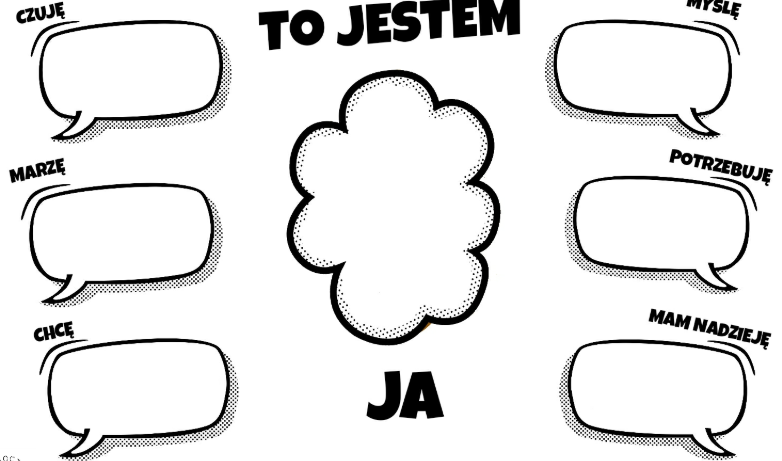 CZUJĘ
TO JESTEM
MYŚLĘ
MARZĘ
POTRZEBUJĘ
CHCĘ
MAM NADZIEJĘ
JA